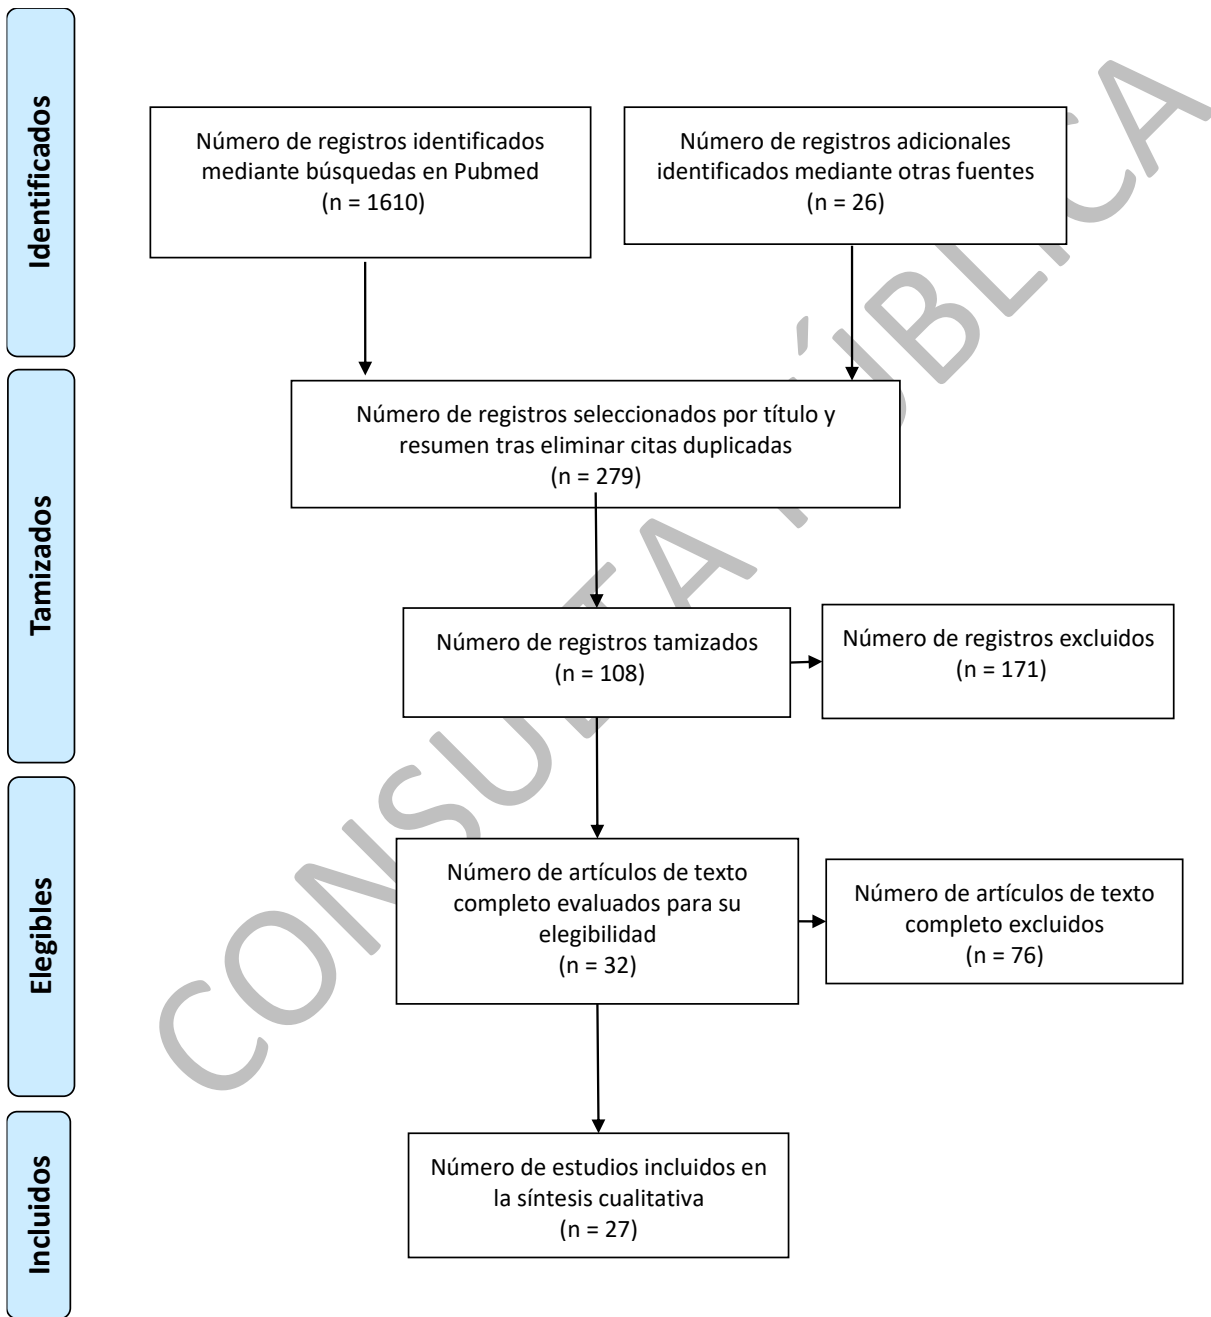 Identificados
Número de registros identificados
mediante búsquedas en Pubmed
(n = 1610)
Número de registros adicionales
identificados mediante otras fuentes
(n = 26)
Tamizados
Número de registros seleccionados por título y
resumen tras eliminar citas duplicadas
(n = 279)
Número de registros tamizados
(n = 108)
Número de registros excluidos
(n = 171)
Elegibles
Número de artículos de texto
completo evaluados para su
elegibilidad
(n = 32)
Número de artículos de texto
completo excluidos
(n = 76)
Incluidos
Número de estudios incluidos en
la síntesis cualitativa
(n = 27)
CONSULTA PÚBLICA